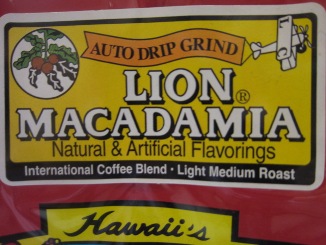 AUTO DRIP GRIND
LION®
MACADAMIA
Natural & Artificial Flavorings
International Coffee Blend · Light Medium Roast
Hawaii's